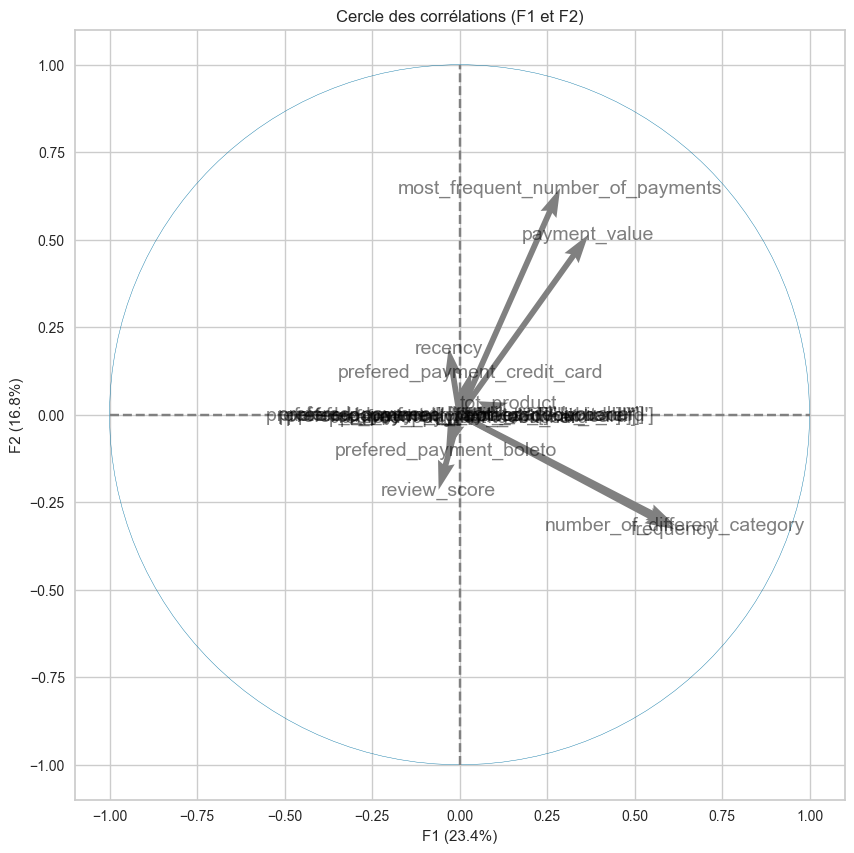 Cercle des corrélations (F1 et F2)
1.00
0.75
most_frequent_number_of_payments
0.50
payment_value
0.25
recency
prefered_payment_credit_card
tot_product
0.00
prefered_payment_boleto
review_score
−0.25
number_of_different_category
frequency
−0.50
−0.75
−1.00
F2 (16.8%)
−1.00 −0.75 −0.50 −0.25 0.00 0.25 0.50 0.75 1.00
F1 (23.4%)